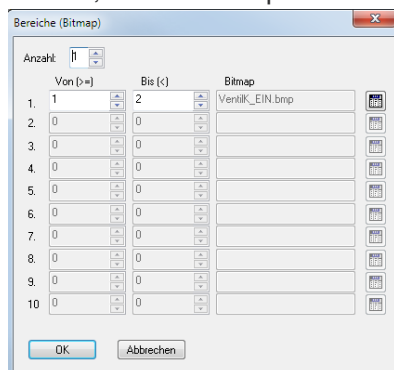 Bereiche (Bitmap)
Anzahl: 1
Von (>=) Bis (<) Bitmap
1. 1 2 VentilK_EIN.bmp
2. 0 0
3. 0 0
4. 0 0
5. 0 0
6. 0 0
7. 0 0
8. 0 0
9. 0 0
10 0 0
OK Abbrechen